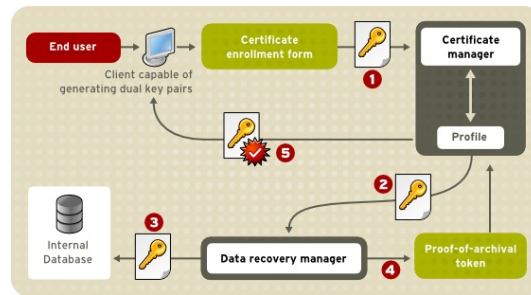 End user
Certificate
enrollment form
Certificate
manager
Client capable of
generating dual key pairs
1
Profile
5
2
3
Internal
Database
Data recovery manager
4
Proof-of-archival
token